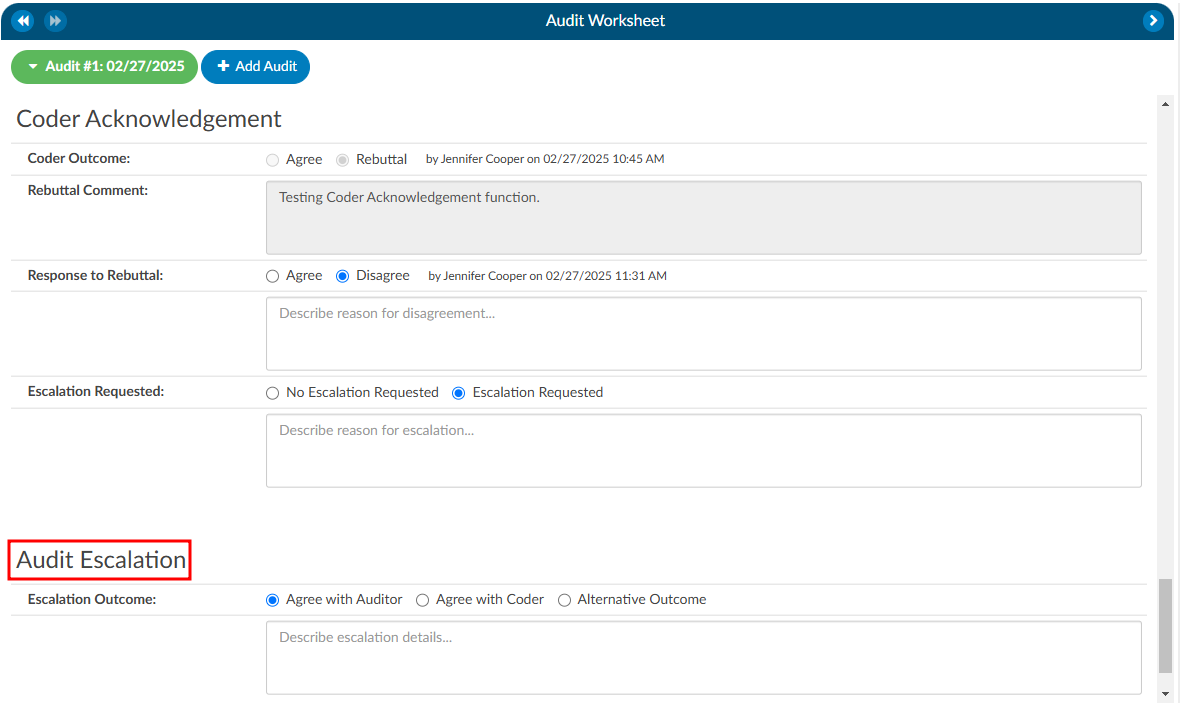 Audit Worksheet
Audit #1: 02/27/2025 + Add Audit
Coder Acknowledgement
Coder Outcome: Agree Rebuttal by Jennifer Cooper on 02/27/2025 10:45 AM
Rebuttal Comment: Testing Coder Acknowledgement function.
Response to Rebuttal: Agree Disagree by Jennifer Cooper on 02/27/2025 11:31 AM
Describe reason for disagreement...
Escalation Requested: No Escalation Requested Escalation Requested
Describe reason for escalation...
Audit Escalation
Escalation Outcome: Agree with Auditor Agree with Coder Alternative Outcome
Describe escalation details...